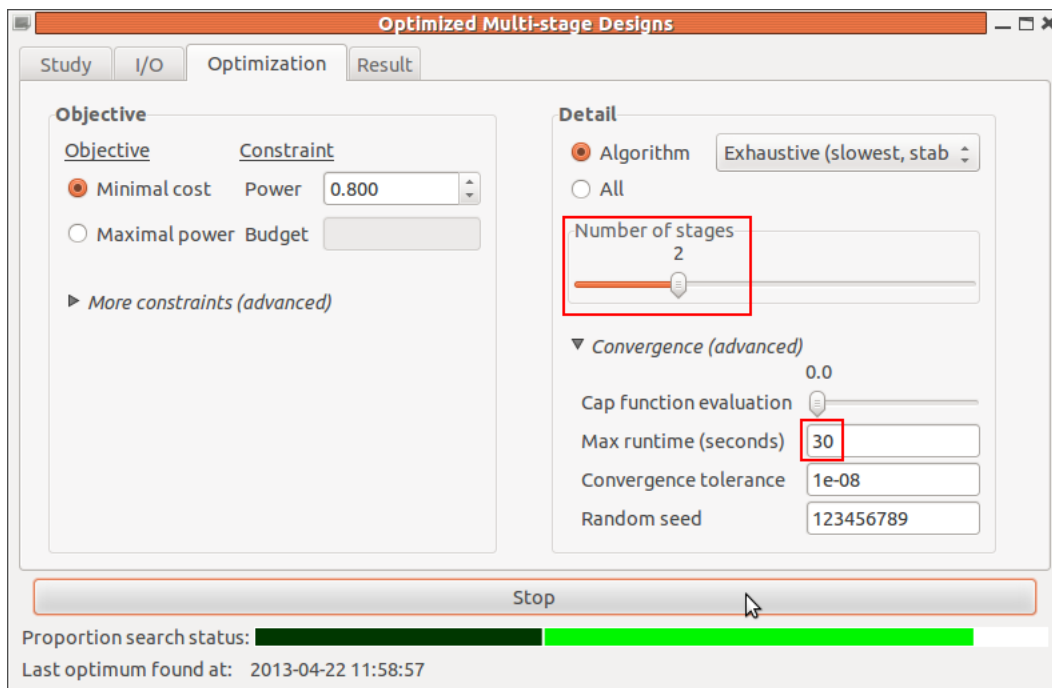 Optimized Multi-stage Designs
Study I/O Optimization Result
Objective
Objective Constraint
Minimal cost Power 0.800
Maximal power Budget
More constraints (advanced)
Detail
Algorithm Exhaustive (slowest, stab
All
Number of stages
2
Convergence (advanced)
0.0
Cap function evaluation
Max runtime (seconds) 30
Convergence tolerance 1e-08
Random seed 123456789
Stop
Proportion search status:
Last optimum found at: 2013-04-22 11:58:57